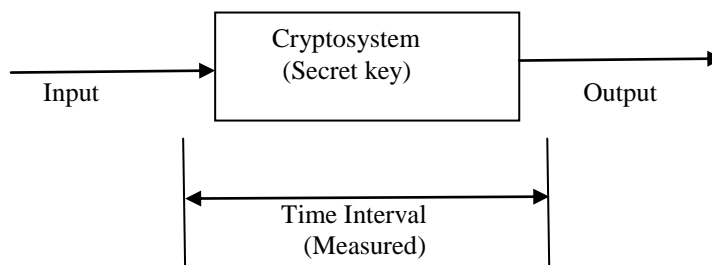 Cryptosystem
(Secret key)
Input
Output
Time Interval
(Measured)